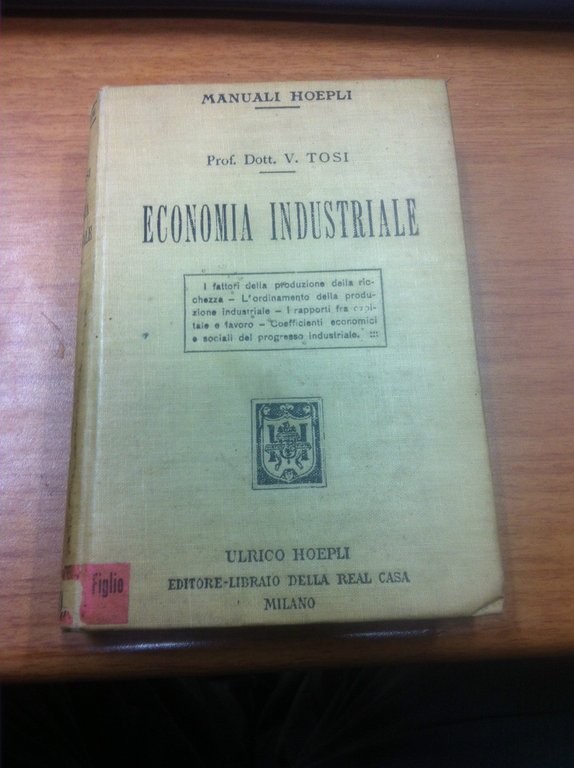 MANUALI HOEPLI
Prof. Dott. V. TOSI
ECONOMIA INDUSTRIALE
I fattori della produzione della ric-
chezza – L'ordinamento della produ-
zione industriale – I rapporti fra capi-
tale e lavoro – Coefficienti economici
e sociali del progresso industriale.
ULRICO HOEPLI
EDITORE-LIBRAIO DELLA REAL CASA
MILANO
Figlio